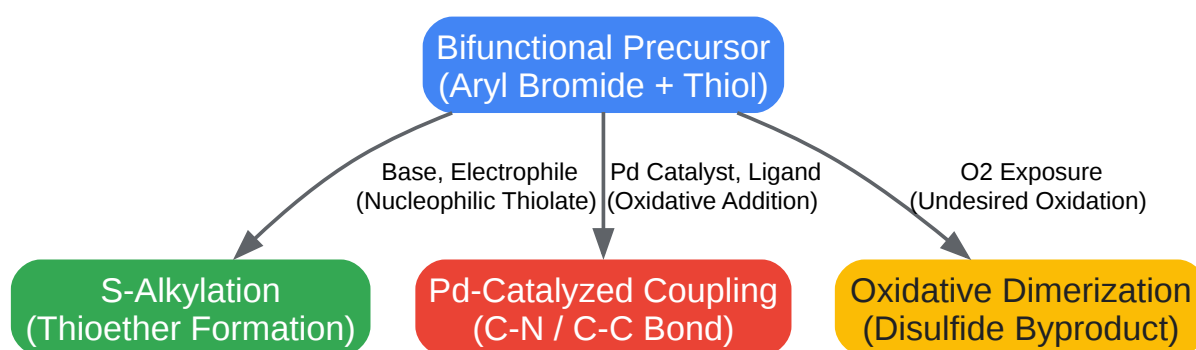 Bifunctional Precursor
(Aryl Bromide + Thiol)
Base, Electrophile
(Nucleophilic Thiolate)
Pd Catalyst, Ligand
(Oxidative Addition)
O2 Exposure
(Undesired Oxidation)
S-Alkylation
(Thioether Formation)
Pd-Catalyzed Coupling
(C-N / C-C Bond)
Oxidative Dimerization
(Disulfide Byproduct)